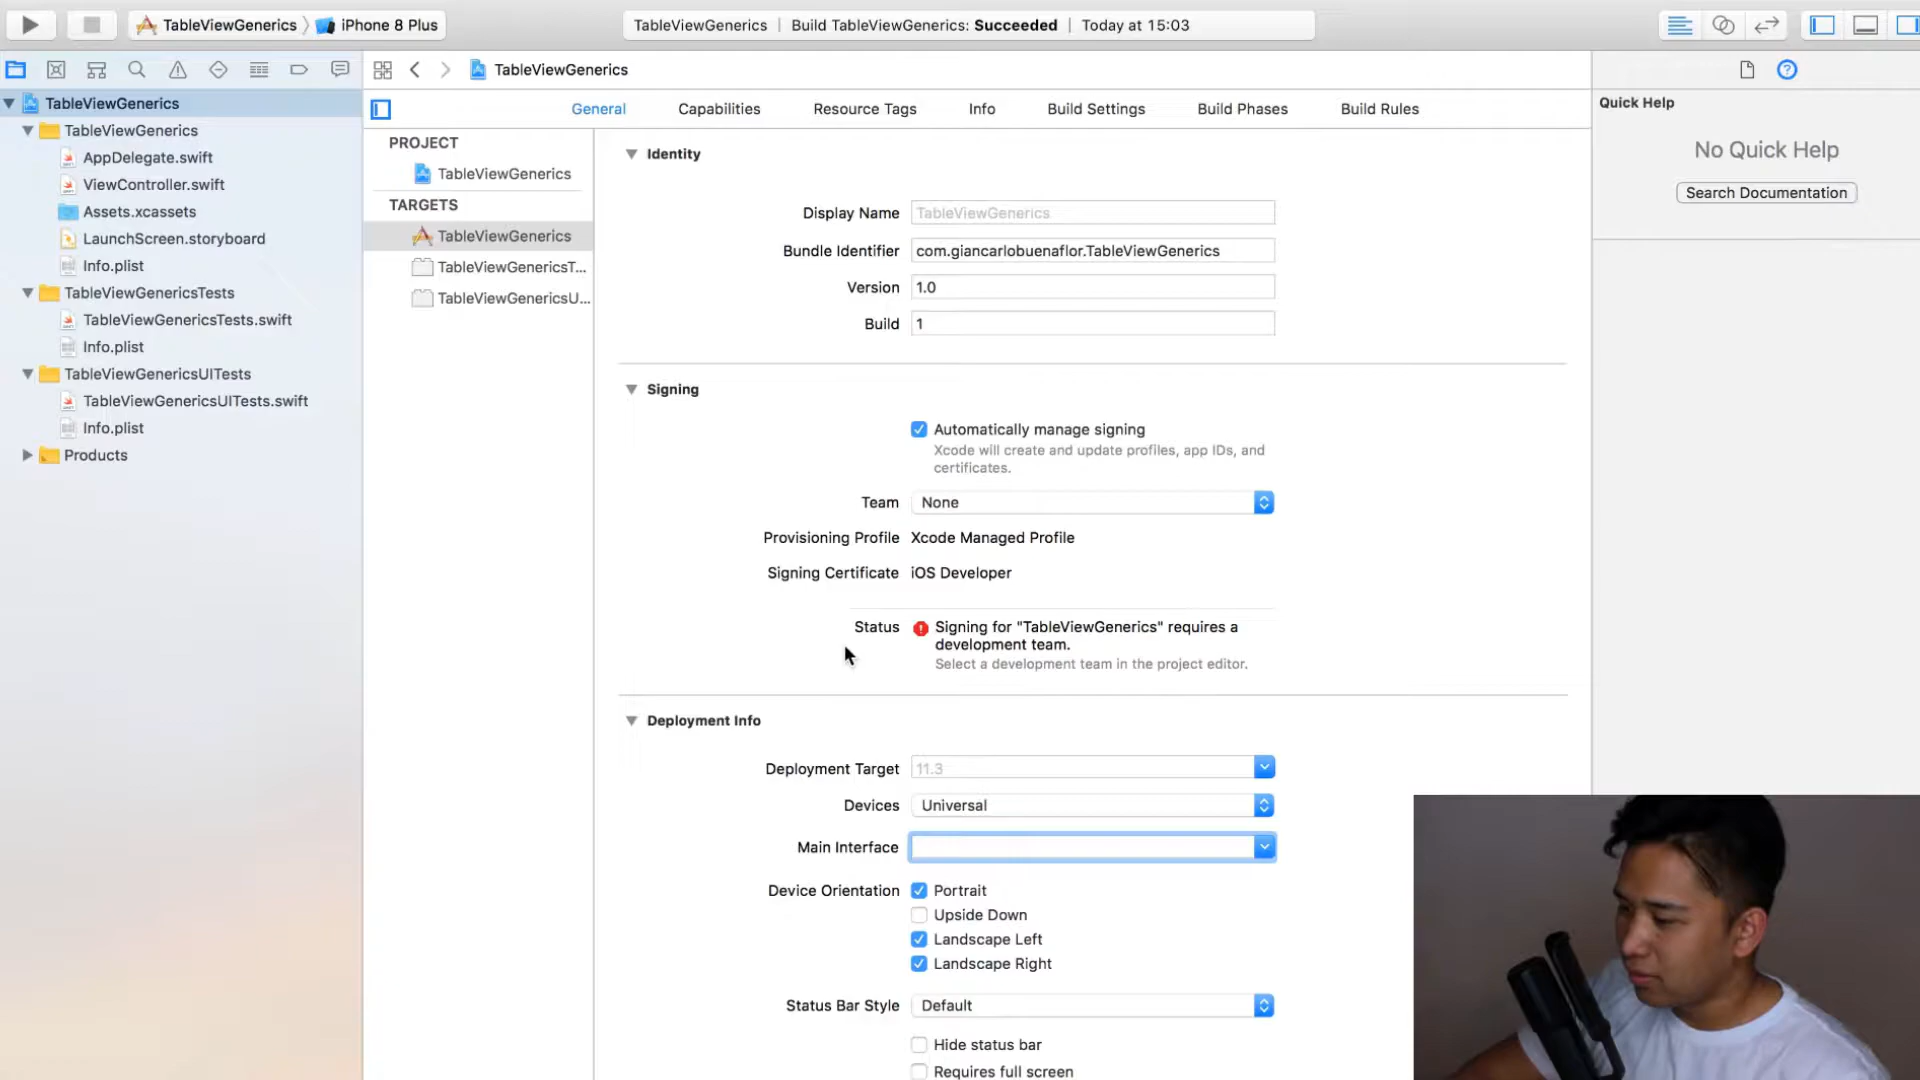 TableViewGenerics iPhone 8 Plus TableViewGenerics Build TableViewGenerics: Succeeded Today at 15:03
TableViewGenerics
TableViewGenerics
AppDelegate.swift
ViewController.swift
Assets.xcassets
LaunchScreen.storyboard
Info.plist
TableViewGenericsTests
TableViewGenericsTests.swift
Info.plist
TableViewGenericsUITests
TableViewGenericsUITests.swift
Info.plist
Products
TableViewGenerics
General Capabilities Resource Tags Info Build Settings Build Phases Build Rules
PROJECT
TableViewGenerics
TARGETS
TableViewGenerics
TableViewGenericsT...
TableViewGenericsU...
Identity
Display Name TableViewGenerics
Bundle Identifier com.giancarlobuenaflor.TableViewGenerics
Version 1.0
Build 1
Signing
Automatically manage signing
Xcode will create and update profiles, app IDs, and
certificates.
Team None
Provisioning Profile Xcode Managed Profile
Signing Certificate iOS Developer
Status Signing for "TableViewGenerics" requires a
development team.
Select a development team in the project editor.
Deployment Info
Deployment Target 11.3
Devices Universal
Main Interface
Device Orientation Portrait
Upside Down
Landscape Left
Landscape Right
Status Bar Style Default
Hide status bar
Requires full screen
Quick Help
No Quick Help
Search Documentation